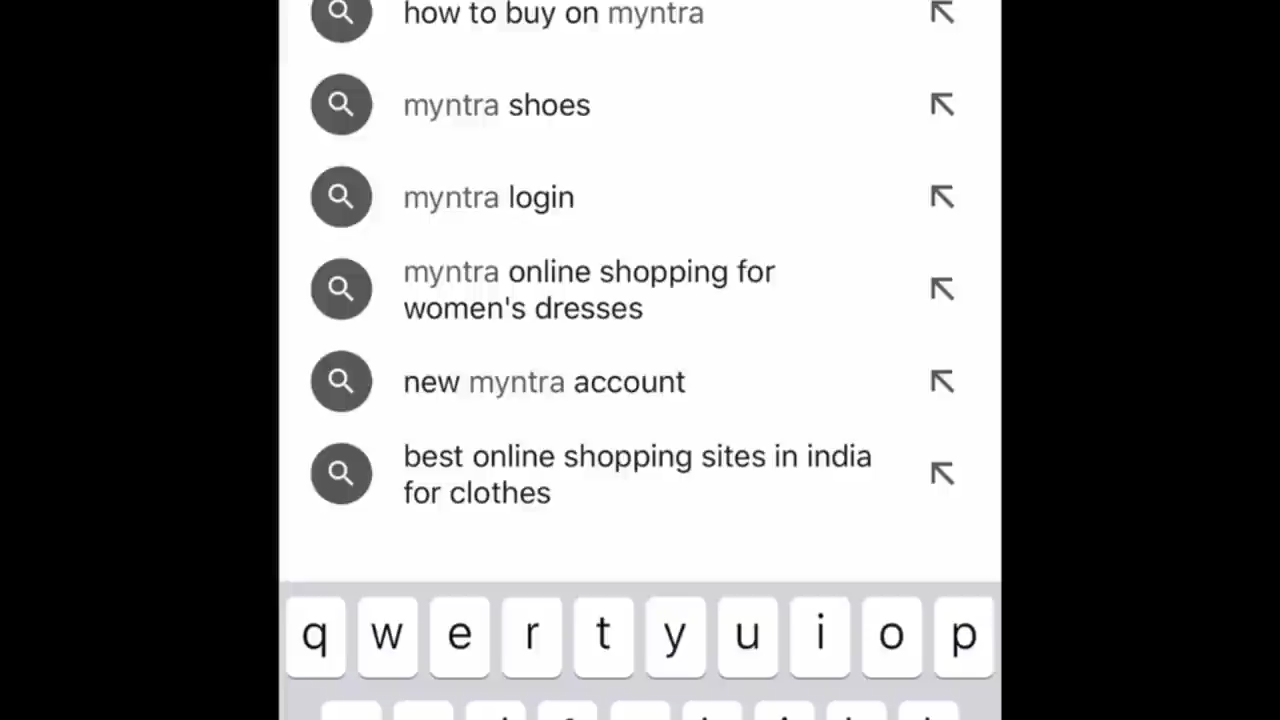 how to buy on myntra
myntra shoes
myntra login
myntra online shopping for
women's dresses
new myntra account
best online shopping sites in india
for clothes
q w e r t y u i o p